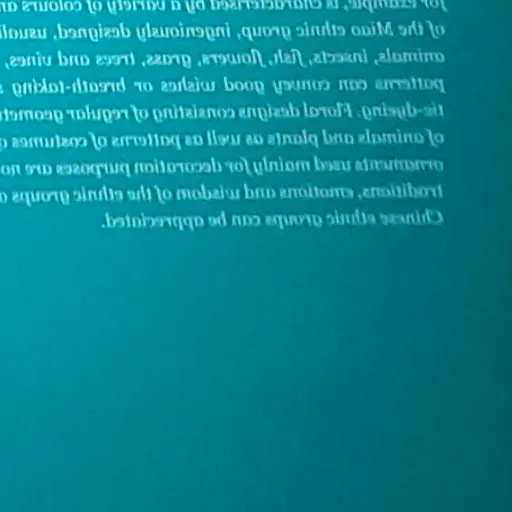 for example, is characterised by a variety of colours an
of the Miao ethnic group, ingeniously designed, usual
animals, insects, fish, flowers, grass, trees and vines,
patterns can convey good wishes or breath-taking
tie-dyeing. Floral designs consisting of regular geomet
of animals and plants as well as patterns of costumes
ornaments used mainly for decoration purposes are no
traditions, emotions and wisdom of the ethnic groups
Chinese ethnic groups can be appreciated.